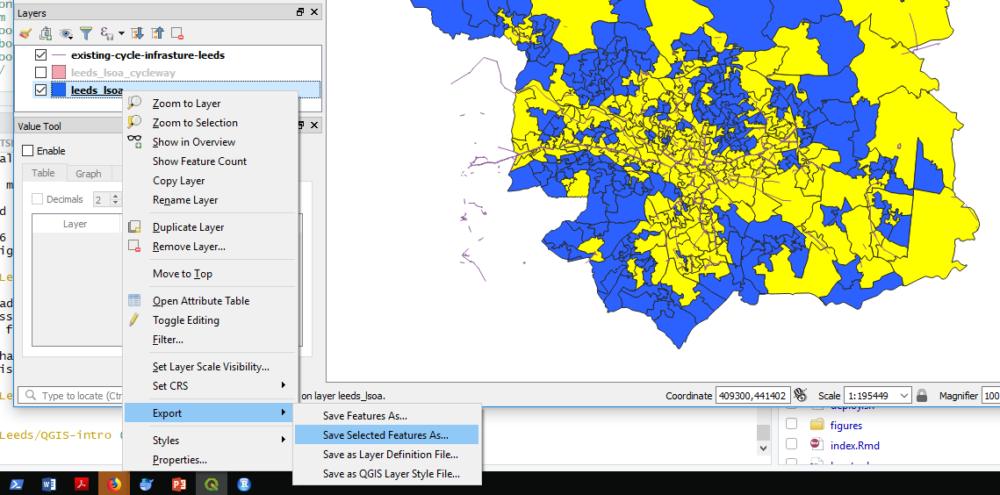 Layers
existing-cycle-infrasture-leeds
leeds_lsoa_cycleway
leeds_lsoa
Zoom to Layer
Zoom to Selection
Show in Overview
Show Feature Count
Copy Layer
Rename Layer
Duplicate Layer
Remove Layer...
Move to Top
Open Attribute Table
Toggle Editing
Filter...
Set Layer Scale Visibility...
Set CRS
Export
Styles
Properties...
Save Features As...
Save Selected Features As...
Save as Layer Definition File...
Save as QGIS Layer Style File...
Value Tool
Enable
Table
Graph
Decimals
2
Layer
Type to locate (Ctr
on layer leeds_lsoa.
Coordinate
409300,441402
Scale
1:195449
Magnifier
100
figures
index.Rmd
Leeds/QGIS-intro (